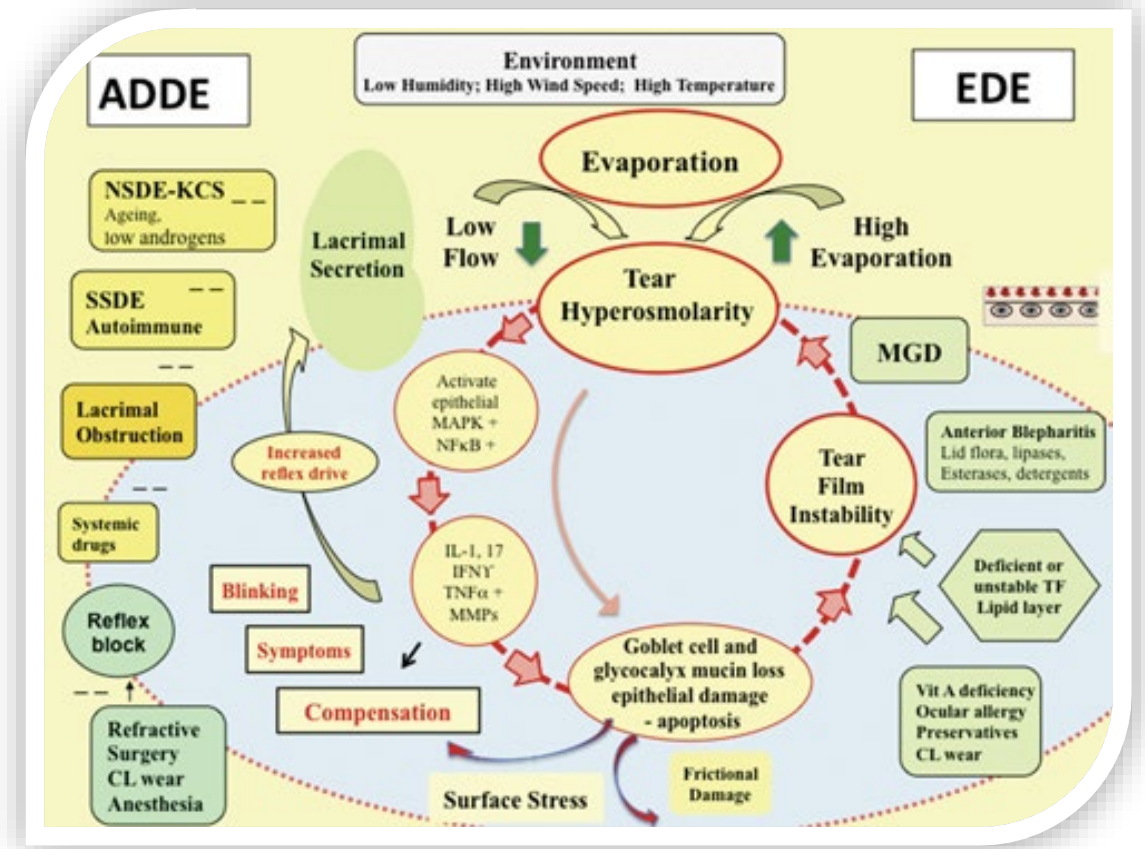 ADDE
Environment
Low Humidity; High Wind Speed; High Temperature
EDE
Evaporation
NSDE-KCS
Ageing,
low androgens
Lacrimal
Secretion
Low
Flow
High
Evaporation
Tear
Hyperosmolarity
SSDE
Autoimmune
MGD
Activate
epithelial
MAPK +
NFκB +
Lacrimal
Obstruction
Increased
reflex drive
Tear
Film
Instability
Anterior Blepharitis
Lid flora, lipases,
Esterases, detergents
Systemic
drugs
IL-1, 17
IFNϒ
TNFα +
MMPs
Deficient or
unstable TF
Lipid layer
Blinking
Symptoms
Compensation
Reflex
block
Goblet cell and
glycocalyx mucin loss
epithelial damage
- apoptosis
Vit A deficiency
Ocular allergy
Preservatives
CL wear
Refractive
Surgery
CL wear
Anesthesia
Surface Stress
Frictional
Damage